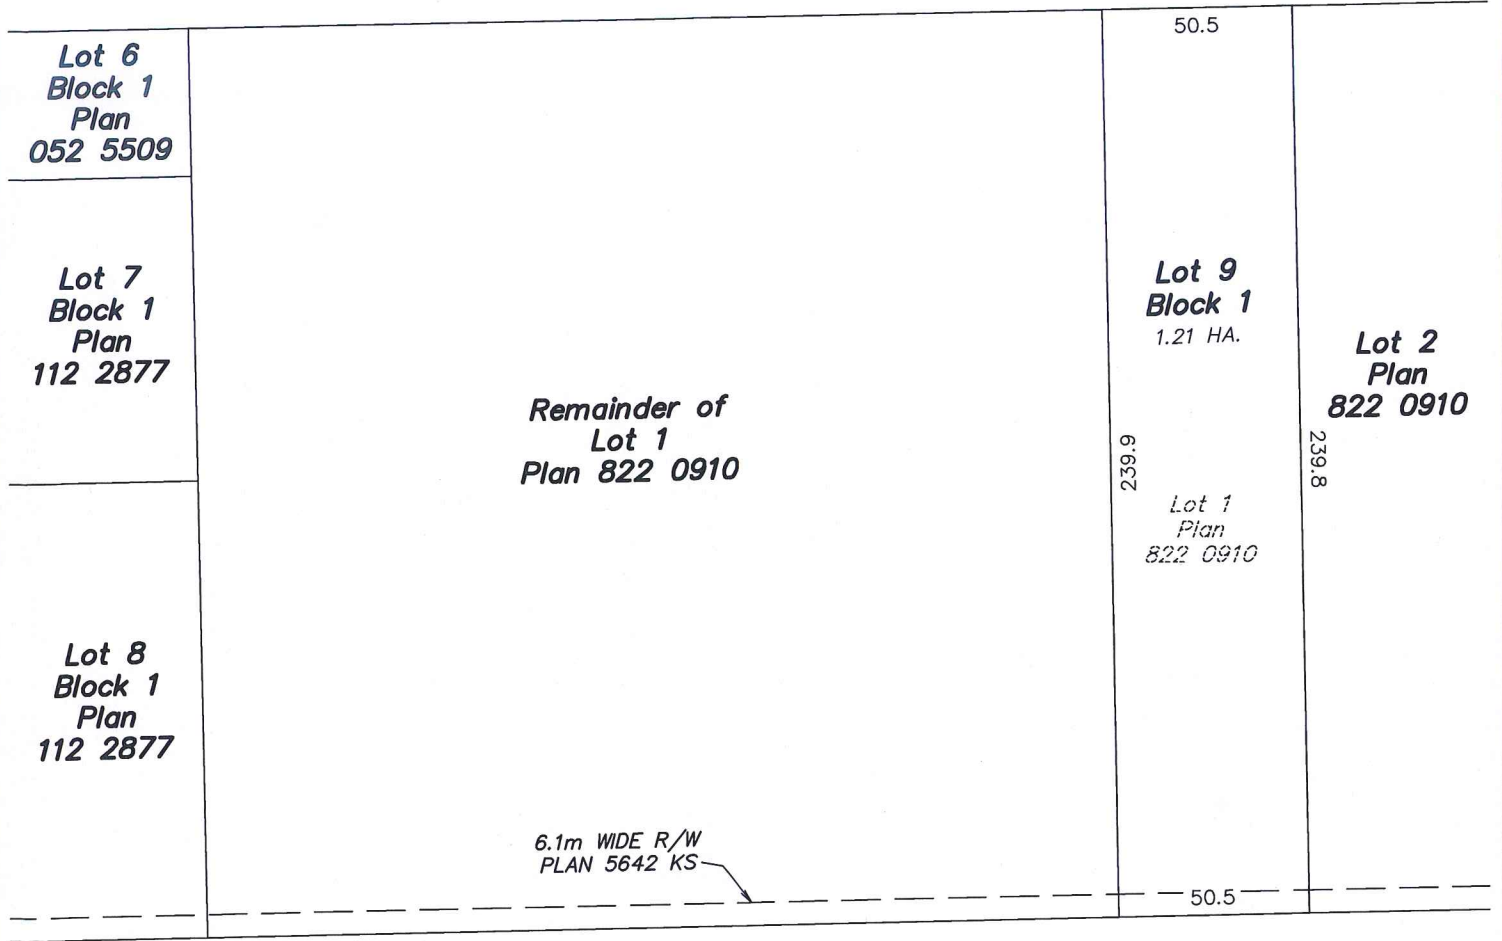 50.5
Lot 6
Block 1
Plan
052 5509
Lot 7
Block 1
Plan
112 2877
Lot 8
Block 1
Plan
112 2877
Remainder of
Lot 1
Plan 822 0910
Lot 9
Block 1
1.21 HA.
239.9
Lot 1
Plan
822 0910
239.8
Lot 2
Plan
822 0910
6.1m WIDE R/W
PLAN 5642 KS
50.5